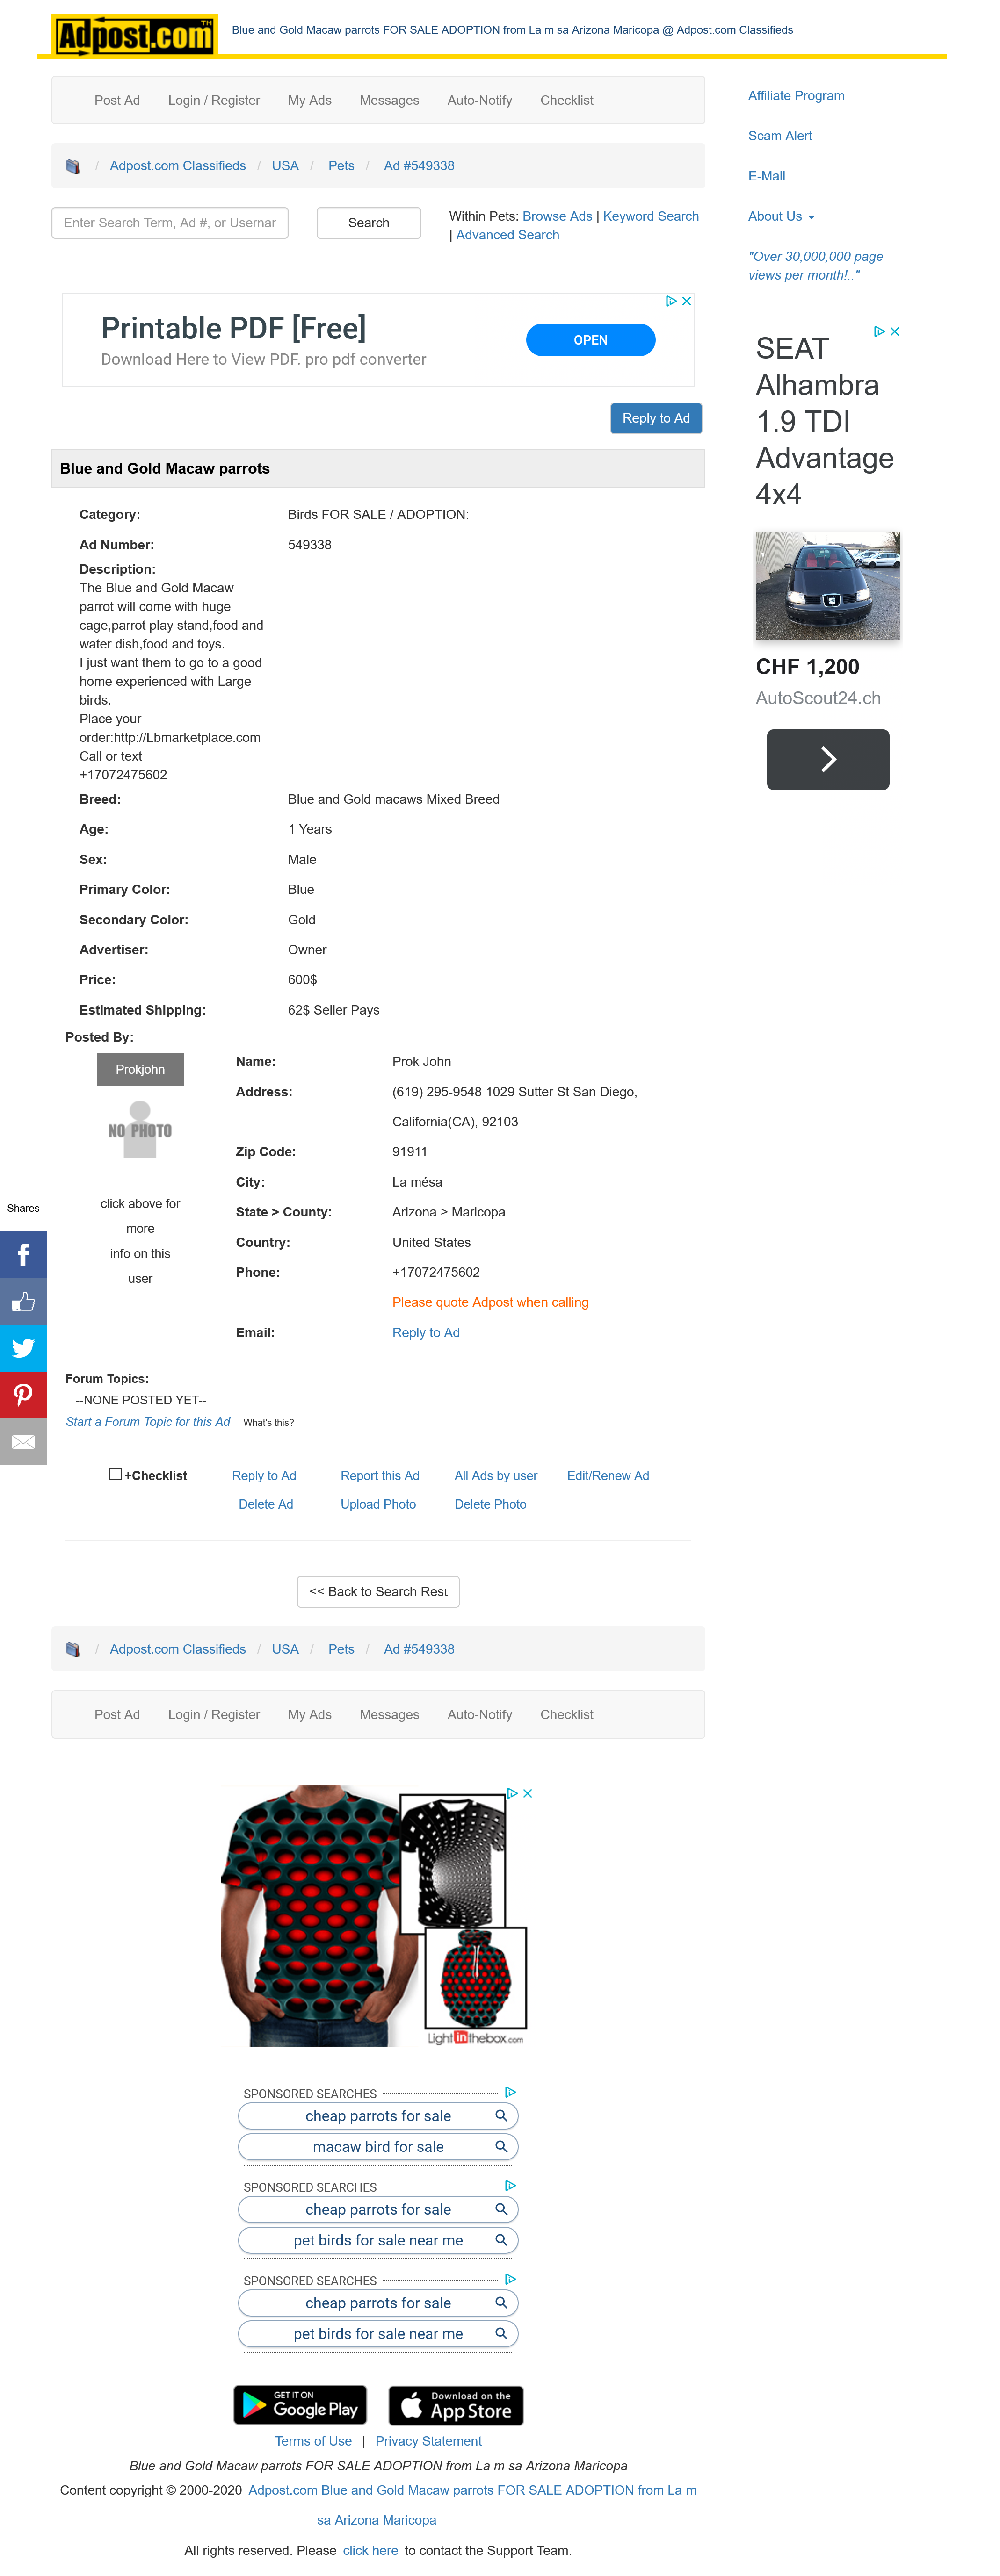 Adpost.com
Blue and Gold Macaw parrots FOR SALE ADOPTION from La m sa Arizona Maricopa @ Adpost.com Classifieds
Post Ad Login / Register My Ads Messages Auto-Notify Checklist
Affiliate Program
Scam Alert
E-Mail
About Us
"Over 30,000,000 page
views per month!.."
/ Adpost.com Classifieds / USA / Pets / Ad #549338
Enter Search Term, Ad #, or Usernar
Search
Within Pets: Browse Ads | Keyword Search
| Advanced Search
Printable PDF [Free]
Download Here to View PDF. pro pdf converter
OPEN
SEAT
Alhambra
1.9 TDI
Advantage
4x4
CHF 1,200
AutoScout24.ch
Reply to Ad
Blue and Gold Macaw parrots
Category: Birds FOR SALE / ADOPTION:
Ad Number: 549338
Description:
The Blue and Gold Macaw
parrot will come with huge
cage,parrot play stand,food and
water dish,food and toys.
I just want them to go to a good
home experienced with Large
birds.
Place your
order:http://Lbmarketplace.com
Call or text
+17072475602
Breed: Blue and Gold macaws Mixed Breed
Age: 1 Years
Sex: Male
Primary Color: Blue
Secondary Color: Gold
Advertiser: Owner
Price: 600$
Estimated Shipping: 62$ Seller Pays
Posted By:
Prokjohn
NO PHOTO
click above for
more
info on this
user
Name: Prok John
Address: (619) 295-9548 1029 Sutter St San Diego,
California(CA), 92103
Zip Code: 91911
City: La mésa
State > County: Arizona > Maricopa
Country: United States
Phone: +17072475602
Please quote Adpost when calling
Email: Reply to Ad
Shares
Forum Topics:
--NONE POSTED YET--
Start a Forum Topic for this Ad What's this?
+Checklist Reply to Ad Report this Ad All Ads by user Edit/Renew Ad
Delete Ad Upload Photo Delete Photo
<< Back to Search Resu
/ Adpost.com Classifieds / USA / Pets / Ad #549338
Post Ad Login / Register My Ads Messages Auto-Notify Checklist
Light in the box.com
SPONSORED SEARCHES
cheap parrots for sale
macaw bird for sale
SPONSORED SEARCHES
cheap parrots for sale
pet birds for sale near me
SPONSORED SEARCHES
cheap parrots for sale
pet birds for sale near me
GET IT ON
Google Play
Download on the
App Store
Terms of Use | Privacy Statement
Blue and Gold Macaw parrots FOR SALE ADOPTION from La m sa Arizona Maricopa
Content copyright © 2000-2020 Adpost.com Blue and Gold Macaw parrots FOR SALE ADOPTION from La m
sa Arizona Maricopa
All rights reserved. Please click here to contact the Support Team.